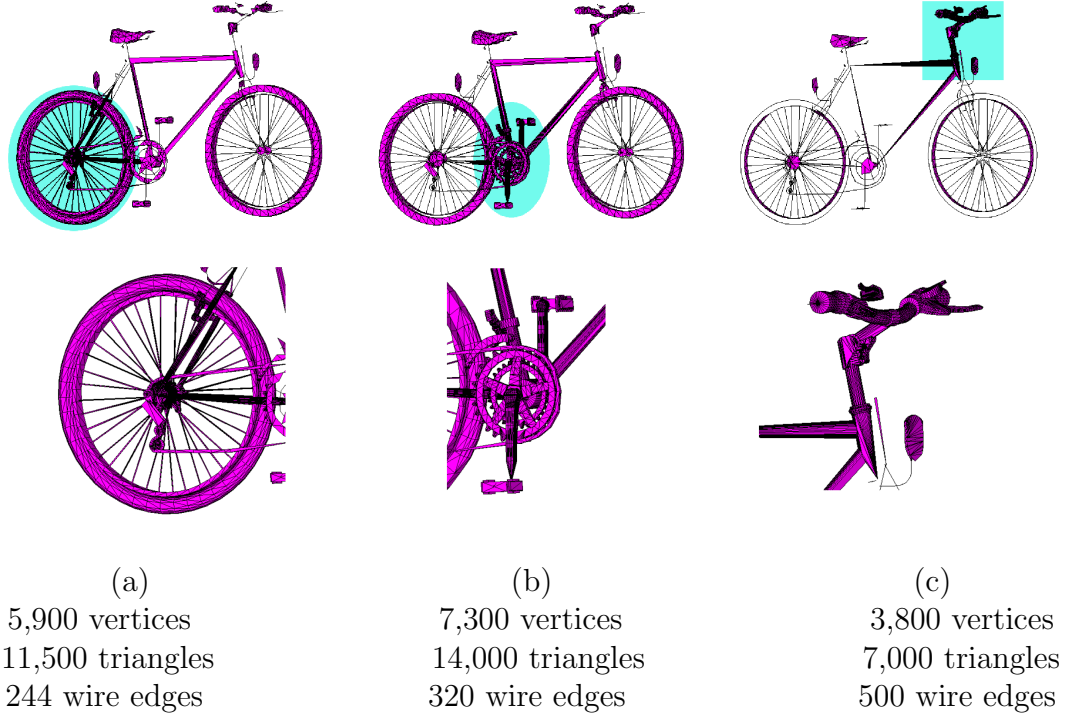 (a)
5,900 vertices
11,500 triangles
244 wire edges
(b)
7,300 vertices
14,000 triangles
320 wire edges
(c)
3,800 vertices
7,000 triangles
500 wire edges